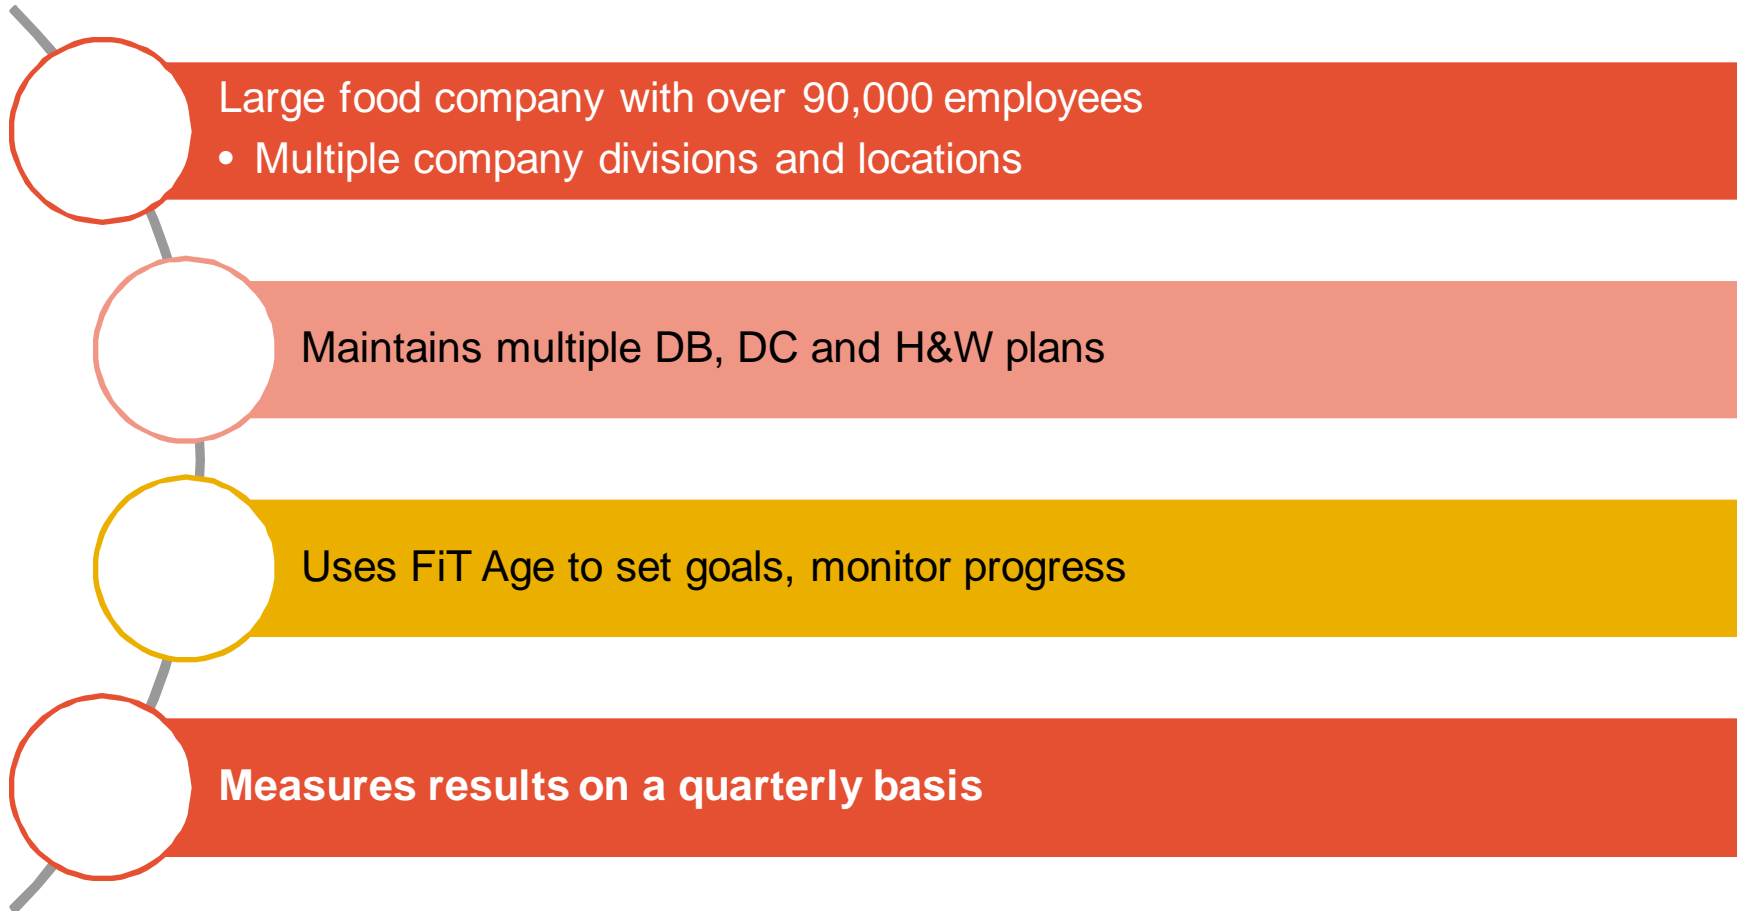 Large food company with over 90,000 employees
• Multiple company divisions and locations
Maintains multiple DB, DC and H&W plans
Uses FiT Age to set goals, monitor progress
Measures results on a quarterly basis